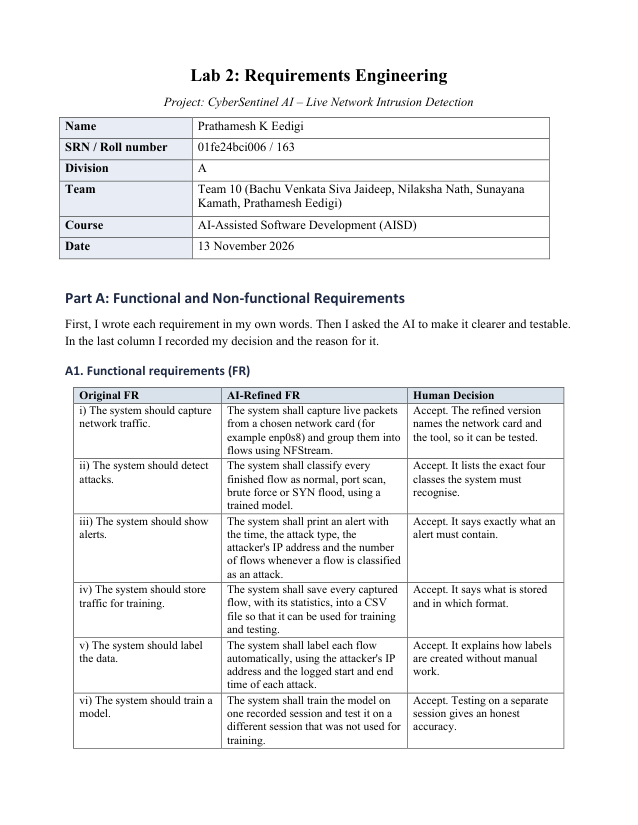 Lab 2: Requirements Engineering
Project: CyberSentinel AI – Live Network Intrusion Detection
Name Prathamesh K Eedigi
SRN / Roll number 01fe24bci006 / 163
Division A
Team Team 10 (Bachu Venkata Siva Jaideep, Nilaksha Nath, Sunayana
Kamath, Prathamesh Eedigi)
Course AI-Assisted Software Development (AISD)
Date 13 November 2026
Part A: Functional and Non-functional Requirements
First, I wrote each requirement in my own words. Then I asked the AI to make it clearer and testable.
In the last column I recorded my decision and the reason for it.
A1. Functional requirements (FR)
Original FR AI-Refined FR Human Decision
i) The system should capture The system shall capture live packets Accept. The refined version
network traffic. from a chosen network card (for names the network card and
example enp0s8) and group them into the tool, so it can be tested.
flows using NFStream.
ii) The system should detect The system shall classify every Accept. It lists the exact four
attacks. finished flow as normal, port scan, classes the system must
brute force or SYN flood, using a recognise.
trained model.
iii) The system should show The system shall print an alert with Accept. It says exactly what an
alerts. the time, the attack type, the alert must contain.
attacker's IP address and the number
of flows whenever a flow is classified
as an attack.
iv) The system should store The system shall save every captured Accept. It says what is stored
traffic for training. flow, with its statistics, into a CSV and in which format.
file so that it can be used for training
and testing.
v) The system should label The system shall label each flow Accept. It explains how labels
the data. automatically, using the attacker's IP are created without manual
address and the logged start and end work.
time of each attack.
vi) The system should train a The system shall train the model on Accept. Testing on a separate
model. one recorded session and test it on a session gives an honest
different session that was not used for accuracy.
training.